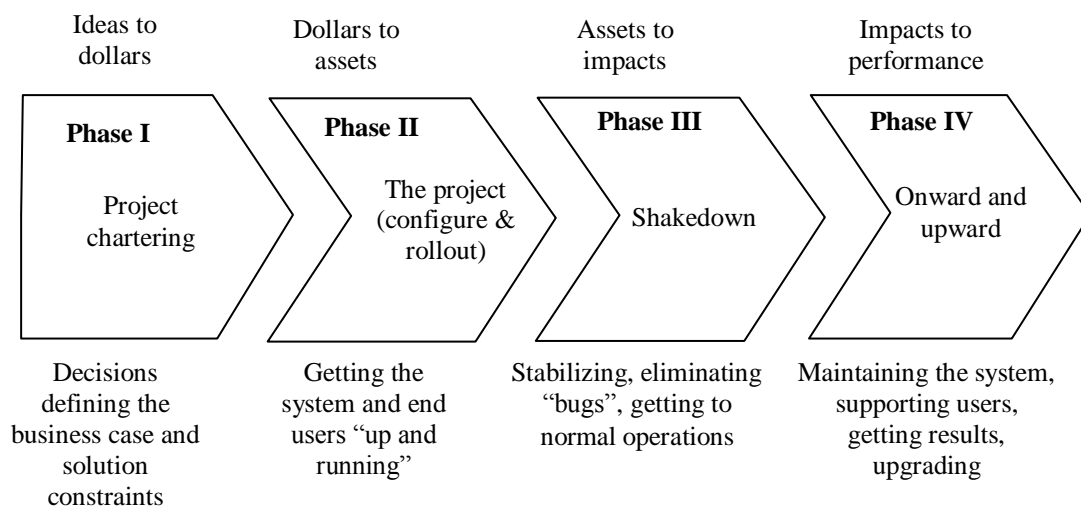 Ideas to
dollars
Dollars to
assets
Assets to
impacts
Impacts to
performance
Phase I
Project
chartering
Phase II
The project
(configure &
rollout)
Phase III
Shakedown
Phase IV
Onward and
upward
Decisions
defining the
business case and
solution
constraints
Getting the
system and end
users “up and
running”
Stabilizing, eliminating
“bugs”, getting to
normal operations
Maintaining the system,
supporting users,
getting results,
upgrading